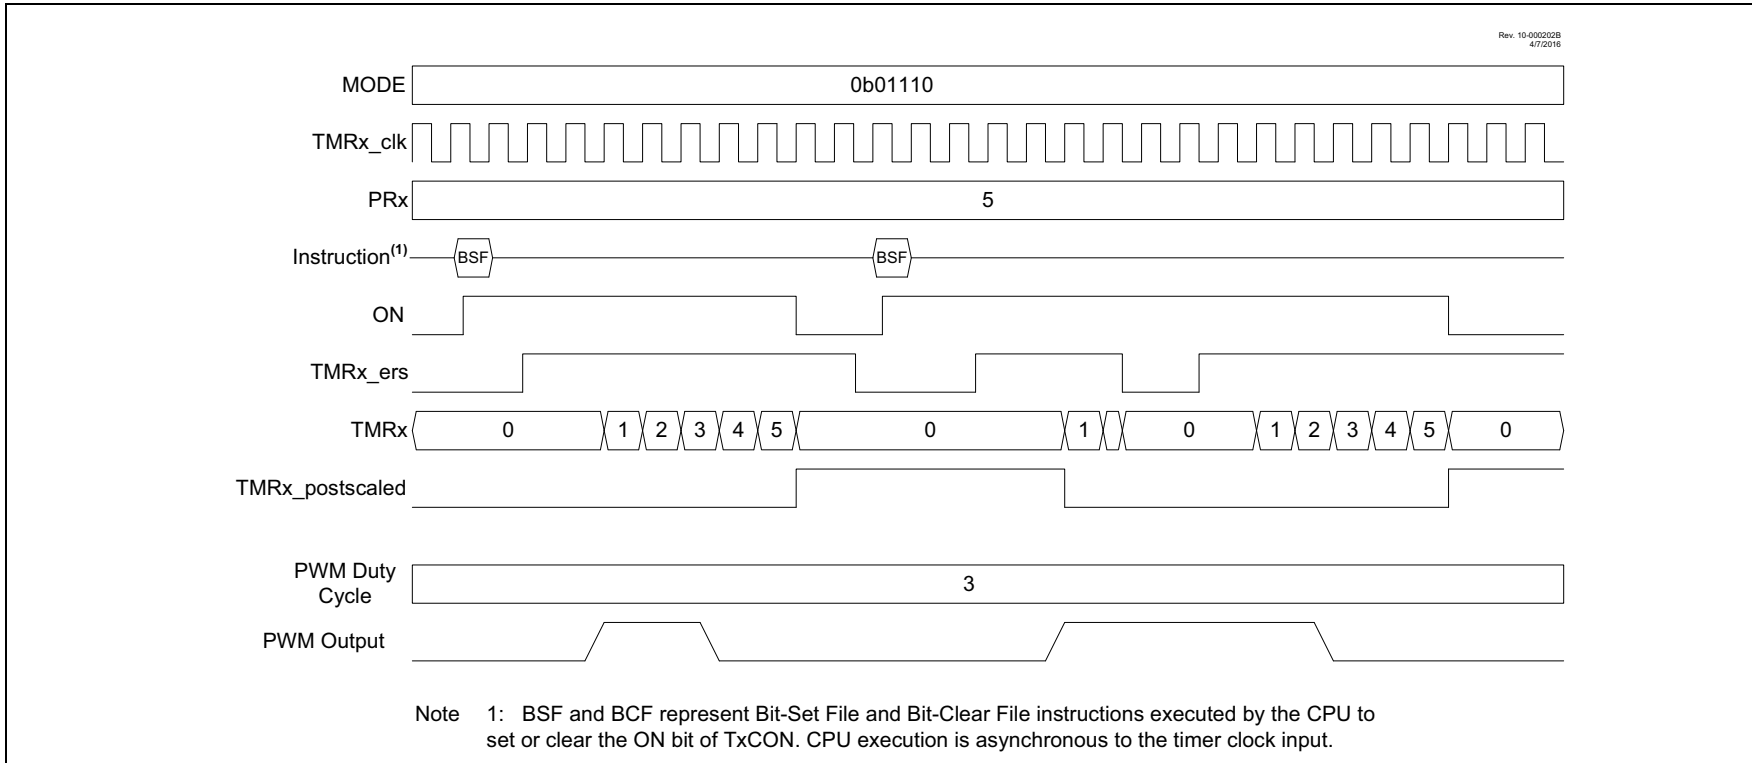 Rev. 10-000202B
4/7/2016
MODE 0b01110
TMRx_clk
PRx 5
Instruction(1) BSF BSF
ON
TMRx_ers
TMRx 0 1 2 3 4 5 0 1 0 1 2 3 4 5 0
TMRx_postscaled
PWM Duty
Cycle 3
PWM Output
Note 1: BSF and BCF represent Bit-Set File and Bit-Clear File instructions executed by the CPU to
set or clear the ON bit of TxCON. CPU execution is asynchronous to the timer clock input.